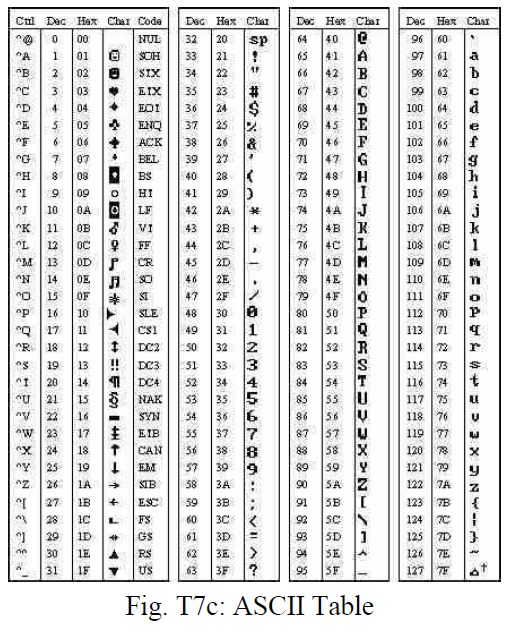 Ctrl Dec Hex Char Code Dec Hex Char Dec Hex Char Dec Hex Char
^@ 0 00 NUL 32 20 sp 64 40 @ 96 60 `
^A 1 01 ☺ SOH 33 21 ! 65 41 A 97 61 a
^B 2 02 ☻ SIX 34 22 " 66 42 B 98 62 b
^C 3 03 ♥ EIX 35 23 # 67 43 C 99 63 c
^D 4 04 ♦ EOI 36 24 $ 68 44 D 100 64 d
^E 5 05 ♣ ENQ 37 25 % 69 45 E 101 65 e
^F 6 06 ♠ ACK 38 26 & 70 46 F 102 66 f
^G 7 07 • BEL 39 27 ' 71 47 G 103 67 g
^H 8 08 ◘ BS 40 28 ( 72 48 H 104 68 h
^I 9 09 ○ HI 41 29 ) 73 49 I 105 69 i
^J 10 0A ◙ LF 42 2A * 74 4A J 106 6A j
^K 11 0B ♂ VI 43 2B + 75 4B K 107 6B k
^L 12 0C ♀ FF 44 2C , 76 4C L 108 6C l
^M 13 0D ♪ CR 45 2D - 77 4D M 109 6D m
^N 14 0E ♫ SO 46 2E . 78 4E N 110 6E n
^O 15 0F ☼ SI 47 2F / 79 4F O 111 6F o
^P 16 10 ► SLE 48 30 0 80 50 P 112 70 p
^Q 17 11 ◄ CS1 49 31 1 81 51 Q 113 71 q
^R 18 12 ↕ DC2 50 32 2 82 52 R 114 72 r
^S 19 13 ‼ DC3 51 33 3 83 53 S 115 73 s
^I 20 14 ¶ DC4 52 34 4 84 54 T 116 74 t
^U 21 15 § NAK 53 35 5 85 55 U 117 75 u
^V 22 16 ▬ SYN 54 36 6 86 56 V 118 76 v
^W 23 17 ↨ EIB 55 37 7 87 57 W 119 77 w
^X 24 18 ↑ CAN 56 38 8 88 58 X 120 78 x
^Y 25 19 ↓ EM 57 39 9 89 59 Y 121 79 y
^Z 26 1A → SIB 58 3A : 90 5A Z 122 7A z
^[ 27 1B ← ESC 59 3B ; 91 5B [ 123 7B {
^\ 28 1C ∟ FS 60 3C < 92 5C \ 124 7C ¦
^] 29 1D ↔ GS 61 3D = 93 5D ] 125 7D }
^^ 30 1E ▲ RS 62 3E > 94 5E ^ 126 7E ~
^_ 31 1F ▼ US 63 3F ? 95 5F _ 127 7F ⌂†
Fig. T7c: ASCII Table